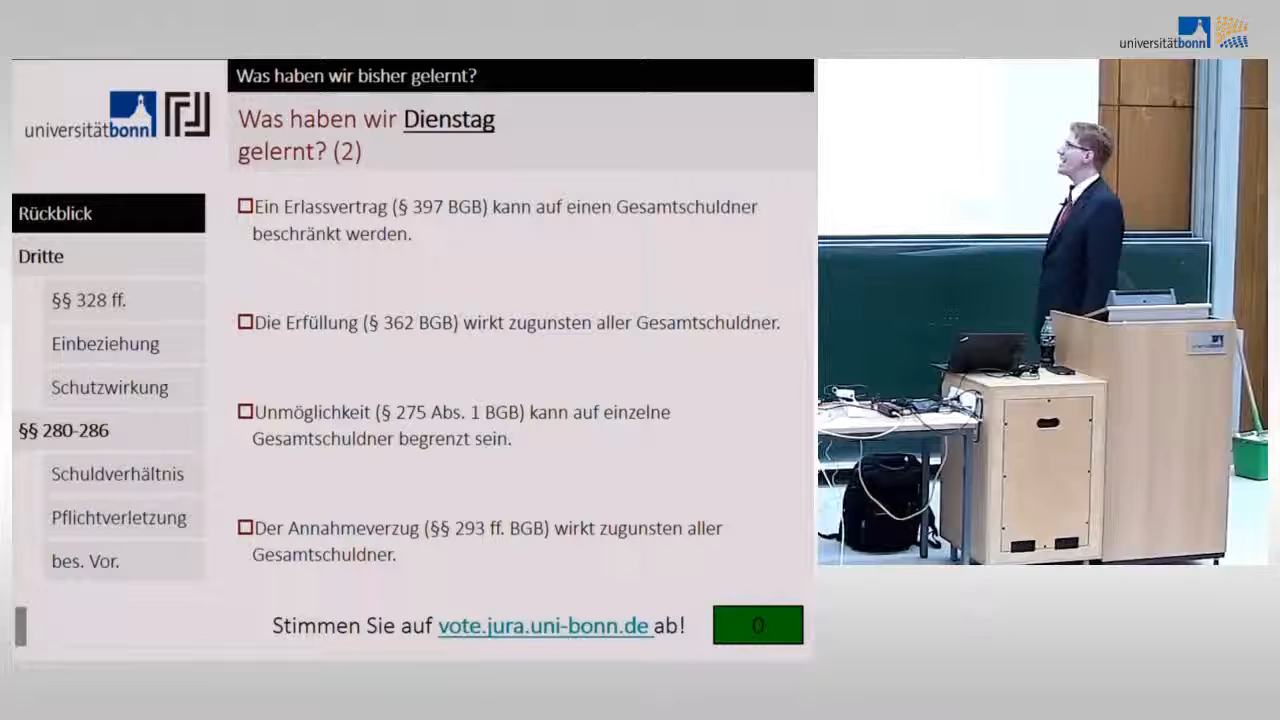 universitätbonn
Was haben wir bisher gelernt?
universitätbonn
Was haben wir Dienstag
gelernt? (2)
Rückblick
Dritte
§§ 328 ff.
Einbeziehung
Schutzwirkung
§§ 280-286
Schuldverhältnis
Pflichtverletzung
bes. Vor.
Ein Erlassvertrag (§ 397 BGB) kann auf einen Gesamtschuldner
beschränkt werden.
Die Erfüllung (§ 362 BGB) wirkt zugunsten aller Gesamtschuldner.
Unmöglichkeit (§ 275 Abs. 1 BGB) kann auf einzelne
Gesamtschuldner begrenzt sein.
Der Annahmeverzug (§§ 293 ff. BGB) wirkt zugunsten aller
Gesamtschuldner.
Stimmen Sie auf vote.jura.uni-bonn.de ab!
0